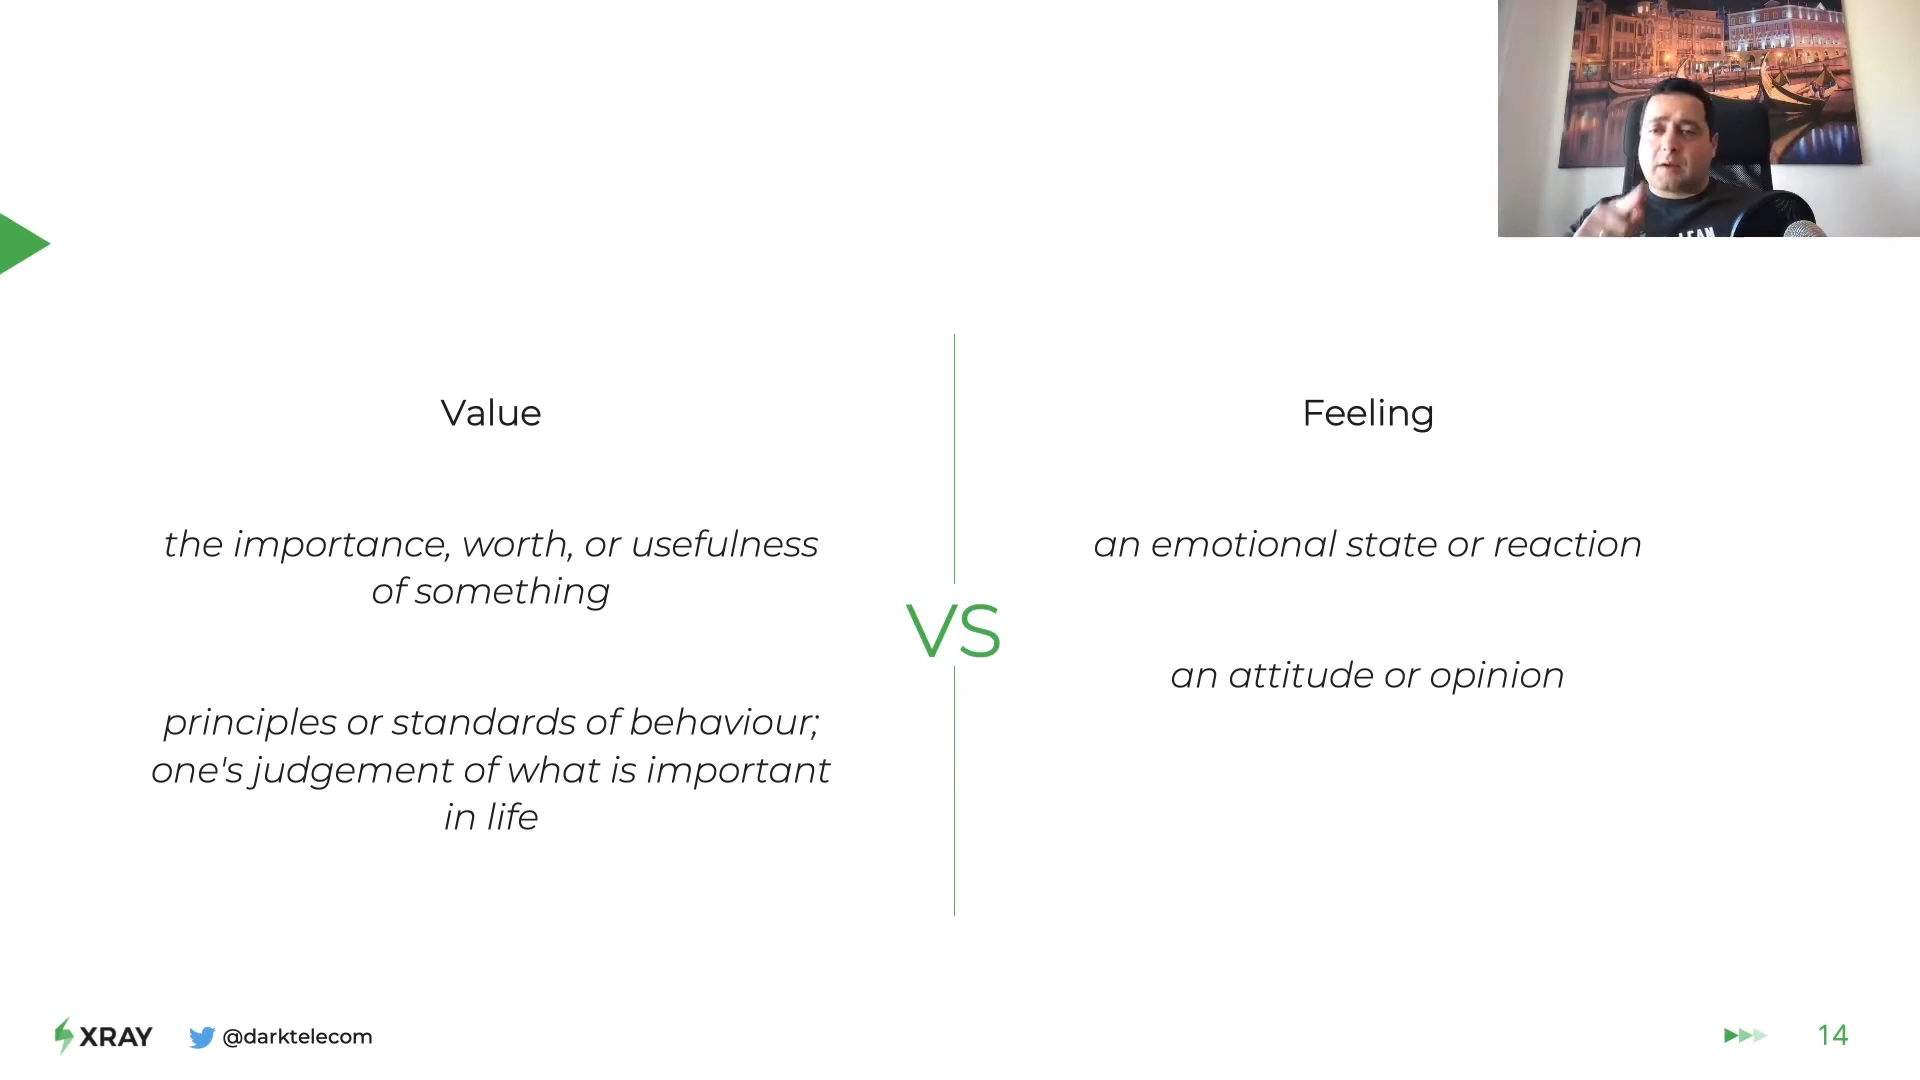 Value
the importance, worth, or usefulness
of something
principles or standards of behaviour;
one's judgement of what is important
in life
VS
Feeling
an emotional state or reaction
an attitude or opinion
XRAY
@darktelecom
14